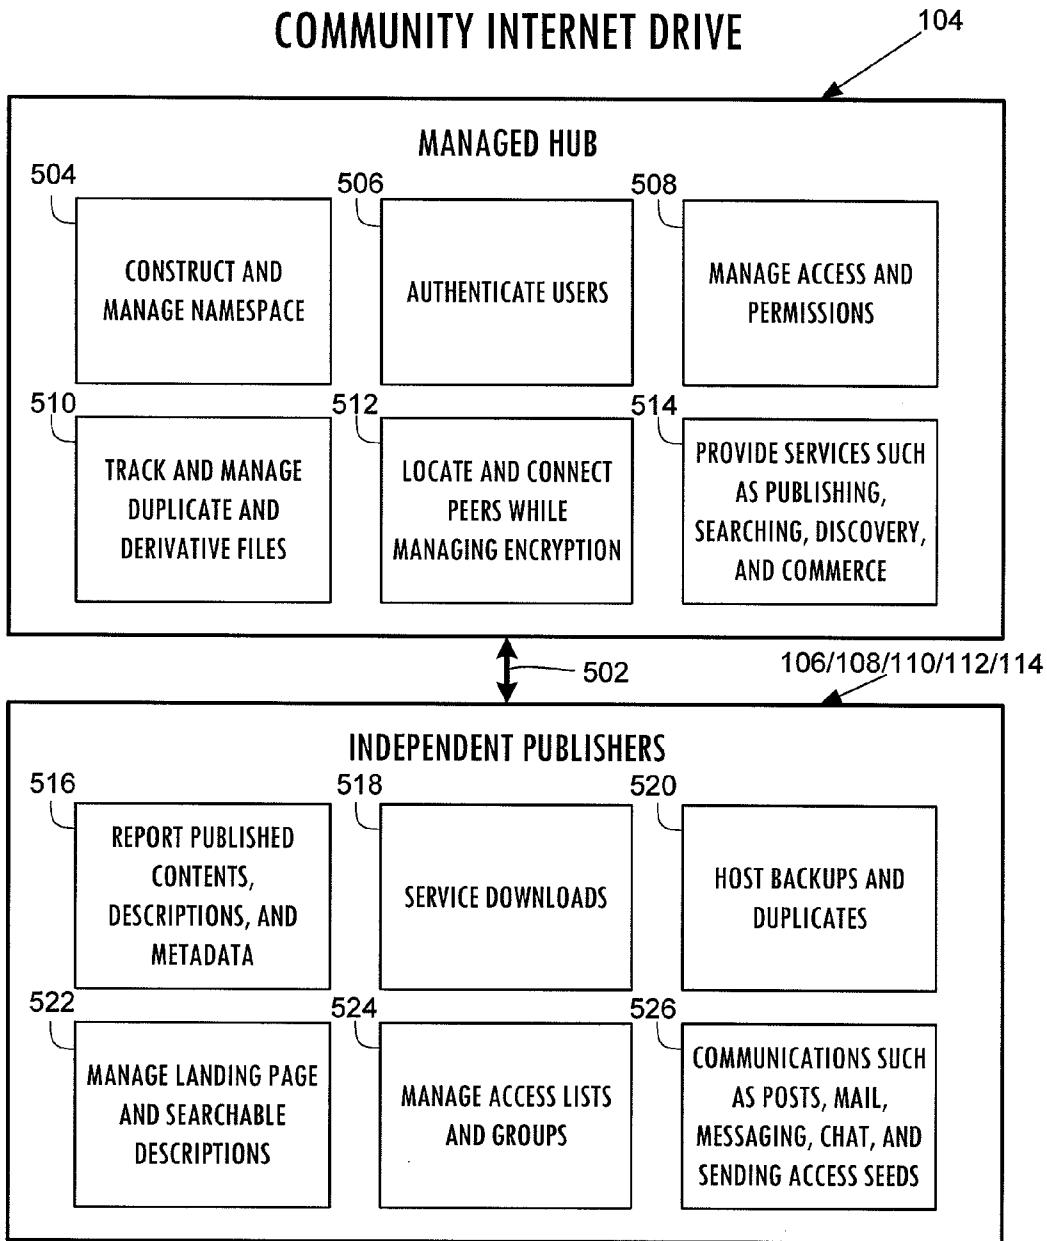 COMMUNITY INTERNET DRIVE
104
MANAGED HUB
504
CONSTRUCT AND
MANAGE NAMESPACE
506
AUTHENTICATE USERS
508
MANAGE ACCESS AND
PERMISSIONS
510
TRACK AND MANAGE
DUPLICATE AND
DERIVATIVE FILES
512
LOCATE AND CONNECT
PEERS WHILE
MANAGING ENCRYPTION
514
PROVIDE SERVICES SUCH
AS PUBLISHING,
SEARCHING, DISCOVERY,
AND COMMERCE
502
106/108/110/112/114
INDEPENDENT PUBLISHERS
516
REPORT PUBLISHED
CONTENTS,
DESCRIPTIONS, AND
METADATA
518
SERVICE DOWNLOADS
520
HOST BACKUPS AND
DUPLICATES
522
MANAGE LANDING PAGE
AND SEARCHABLE
DESCRIPTIONS
524
MANAGE ACCESS LISTS
AND GROUPS
526
COMMUNICATIONS SUCH
AS POSTS, MAIL,
MESSAGING, CHAT, AND
SENDING ACCESS SEEDS